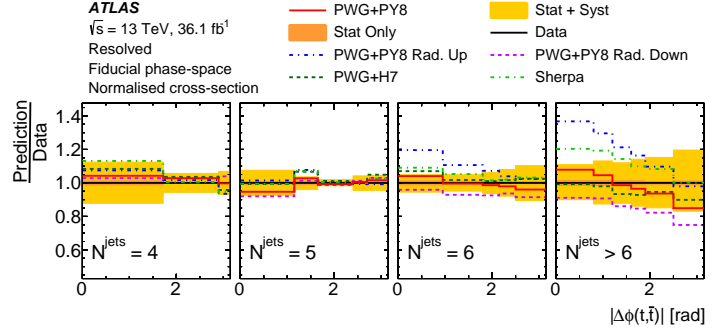 ATLAS
√s = 13 TeV, 36.1 fb¹
Resolved
Fiducial phase-space
Normalised cross-section
PWG+PY8
Stat Only
PWG+PY8 Rad. Up
PWG+H7
Stat + Syst
Data
PWG+PY8 Rad. Down
Sherpa
Prediction
Data
1.4
1.2
1.0
0.8
0.6
N^jets = 4
N^jets = 5
N^jets = 6
N^jets > 6
0 2 0 2 0 2 0 2
|Δϕ(t,t̄)| [rad]